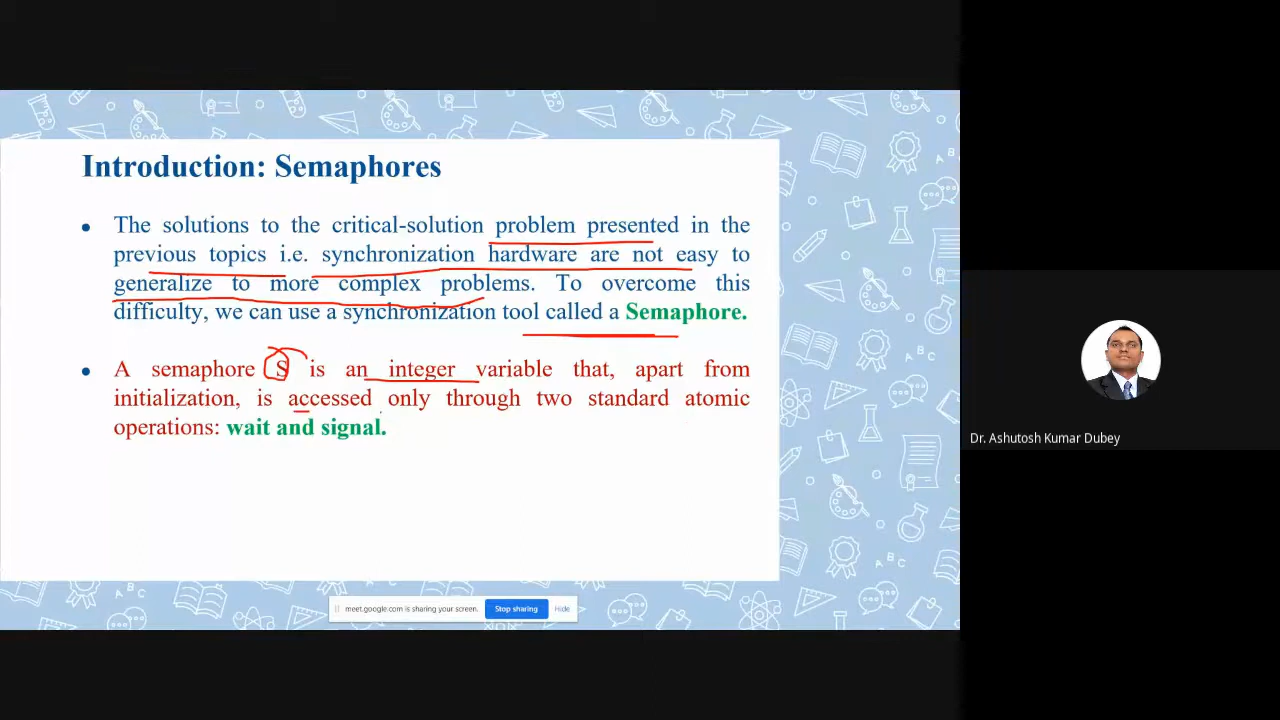 Introduction: Semaphores
• The solutions to the critical-solution problem presented in the
previous topics i.e. synchronization hardware are not easy to
generalize to more complex problems. To overcome this
difficulty, we can use a synchronization tool called a Semaphore.
• A semaphore S is an integer variable that, apart from
initialization, is accessed only through two standard atomic
operations: wait and signal.
meet.google.com is sharing your screen. Stop sharing Hide
Dr. Ashutosh Kumar Dubey